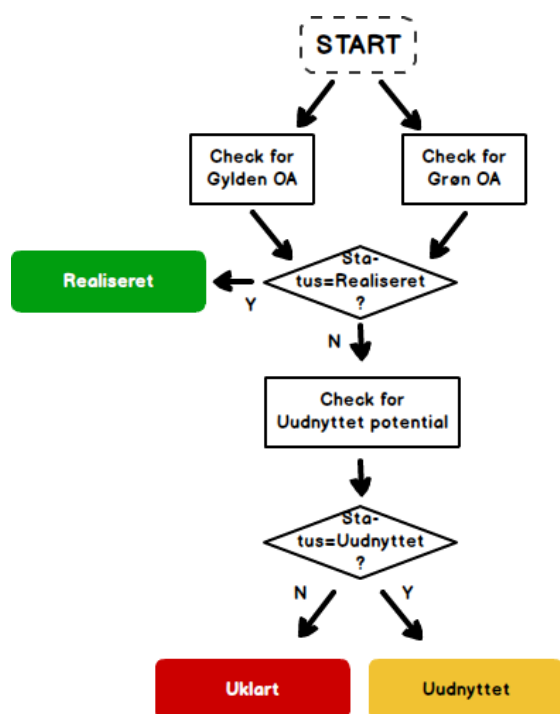 START
Check for
Gylden OA
Check for
Grøn OA
Sta-
tus=Realiseret
?
Realiseret
Y
N
Check for
Uudnyttet potential
Sta-
tus=Uudnyttet
?
N
Y
Uklart
Uudnyttet